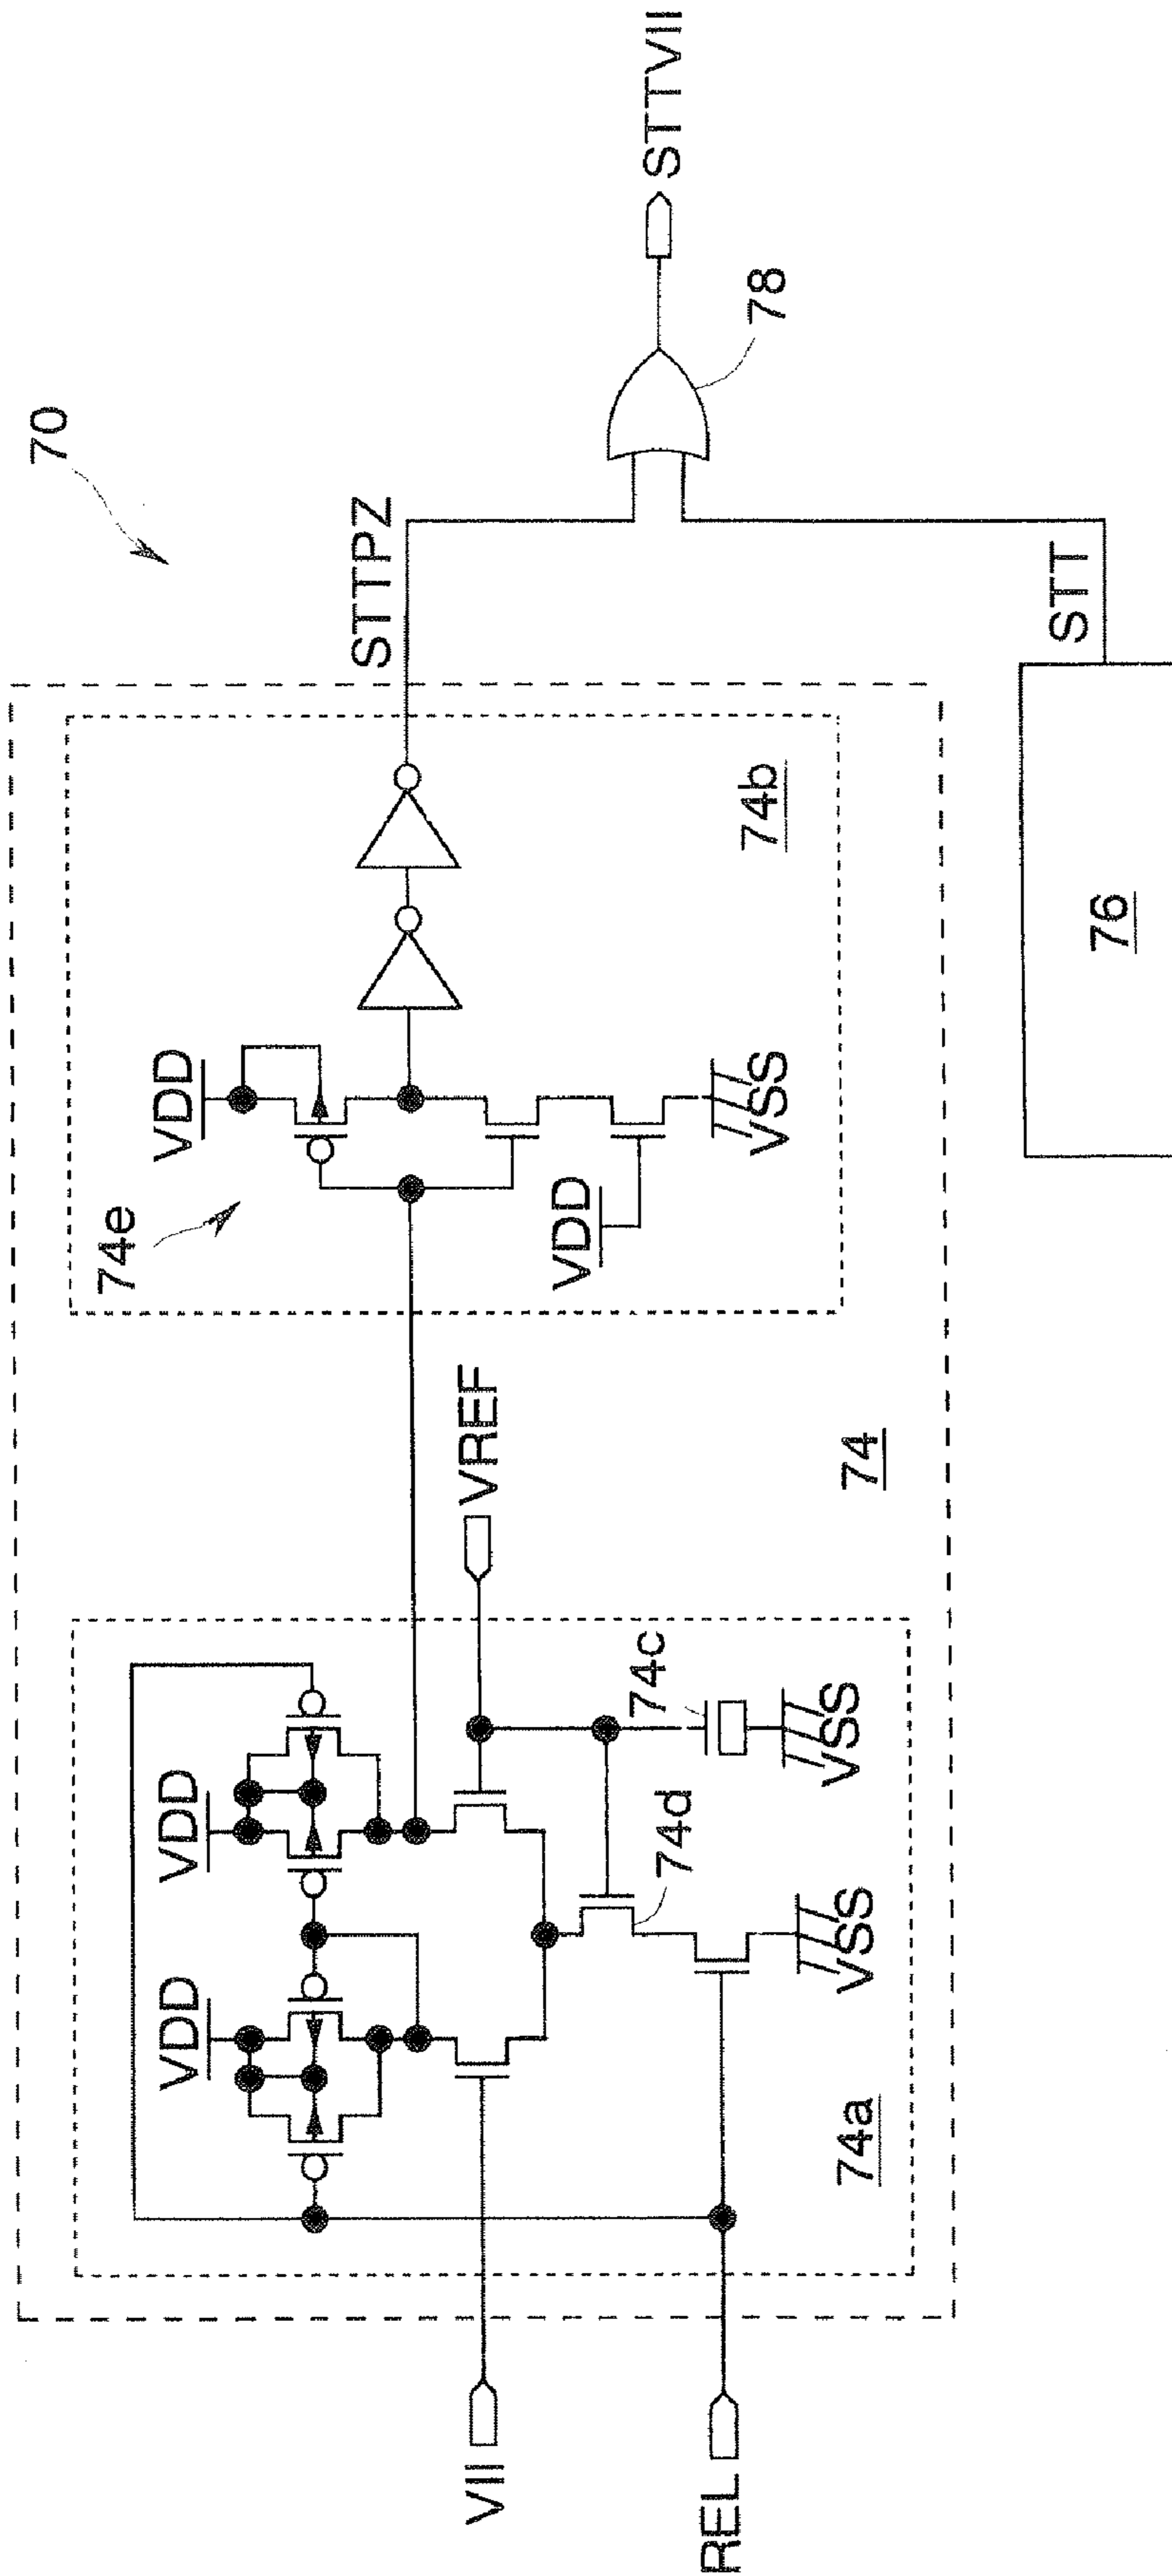 70
STTVII
78
STTPZ
STT
76
74b
VDD
74e
VDD
VSS
VREF
74
VDD
VDD
74c
74d
VSS
VSS
74a
VII
REL